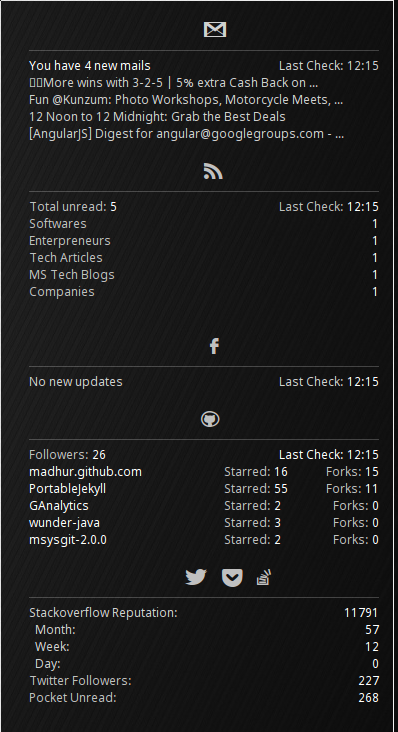 You have 4 new mails Last Check: 12:15
More wins with 3-2-5 | 5% extra Cash Back on ...
Fun @Kunzum: Photo Workshops, Motorcycle Meets, ...
12 Noon to 12 Midnight: Grab the Best Deals
[AngularJS] Digest for angular@googlegroups.com - ...
Total unread: 5 Last Check: 12:15
Softwares 1
Enterpreneurs 1
Tech Articles 1
MS Tech Blogs 1
Companies 1
No new updates Last Check: 12:15
Followers: 26 Last Check: 12:15
madhur.github.com Starred: 16 Forks: 15
PortableJekyll Starred: 55 Forks: 11
GAnalytics Starred: 2 Forks: 0
wunder-java Starred: 3 Forks: 0
msysgit-2.0.0 Starred: 2 Forks: 0
Stackoverflow Reputation: 11791
Month: 57
Week: 12
Day: 0
Twitter Followers: 227
Pocket Unread: 268